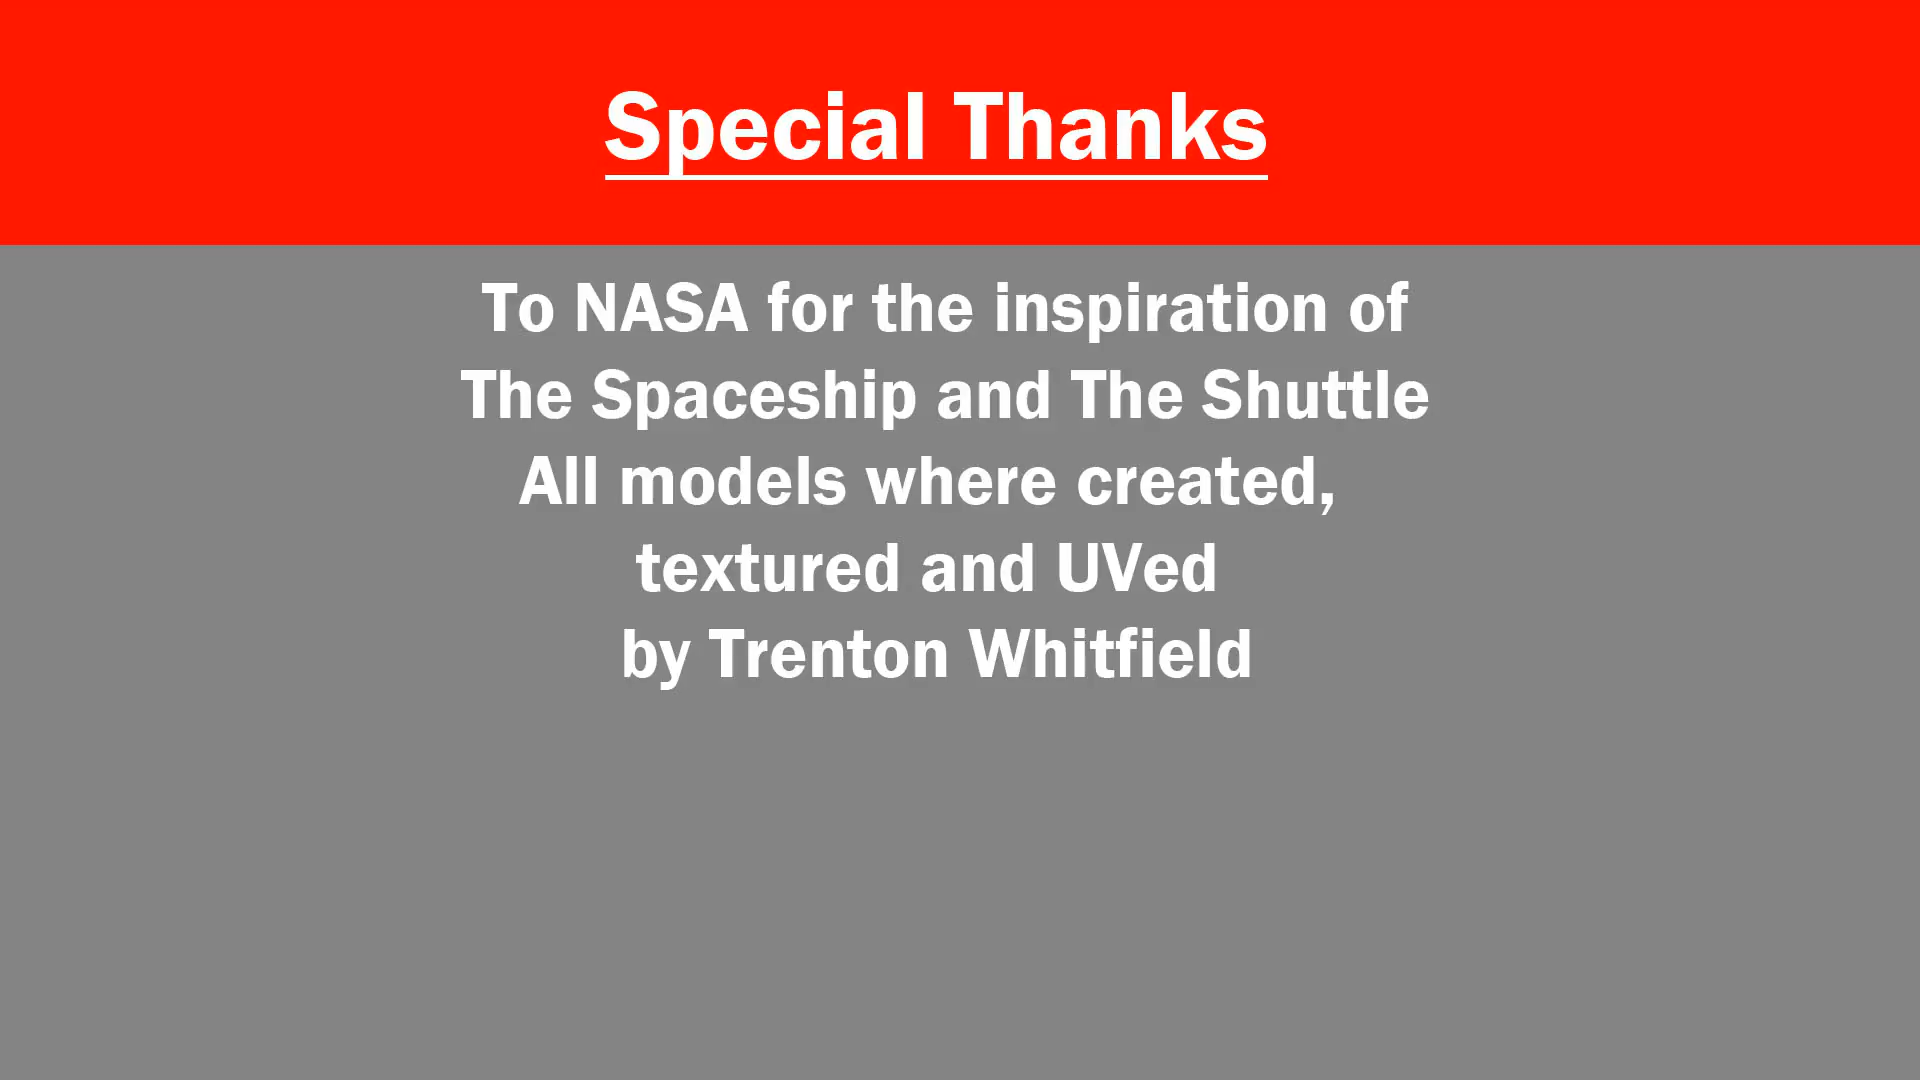 Special Thanks
To NASA for the inspiration of
The Spaceship and The Shuttle
All models where created,
textured and UVed
by Trenton Whitfield